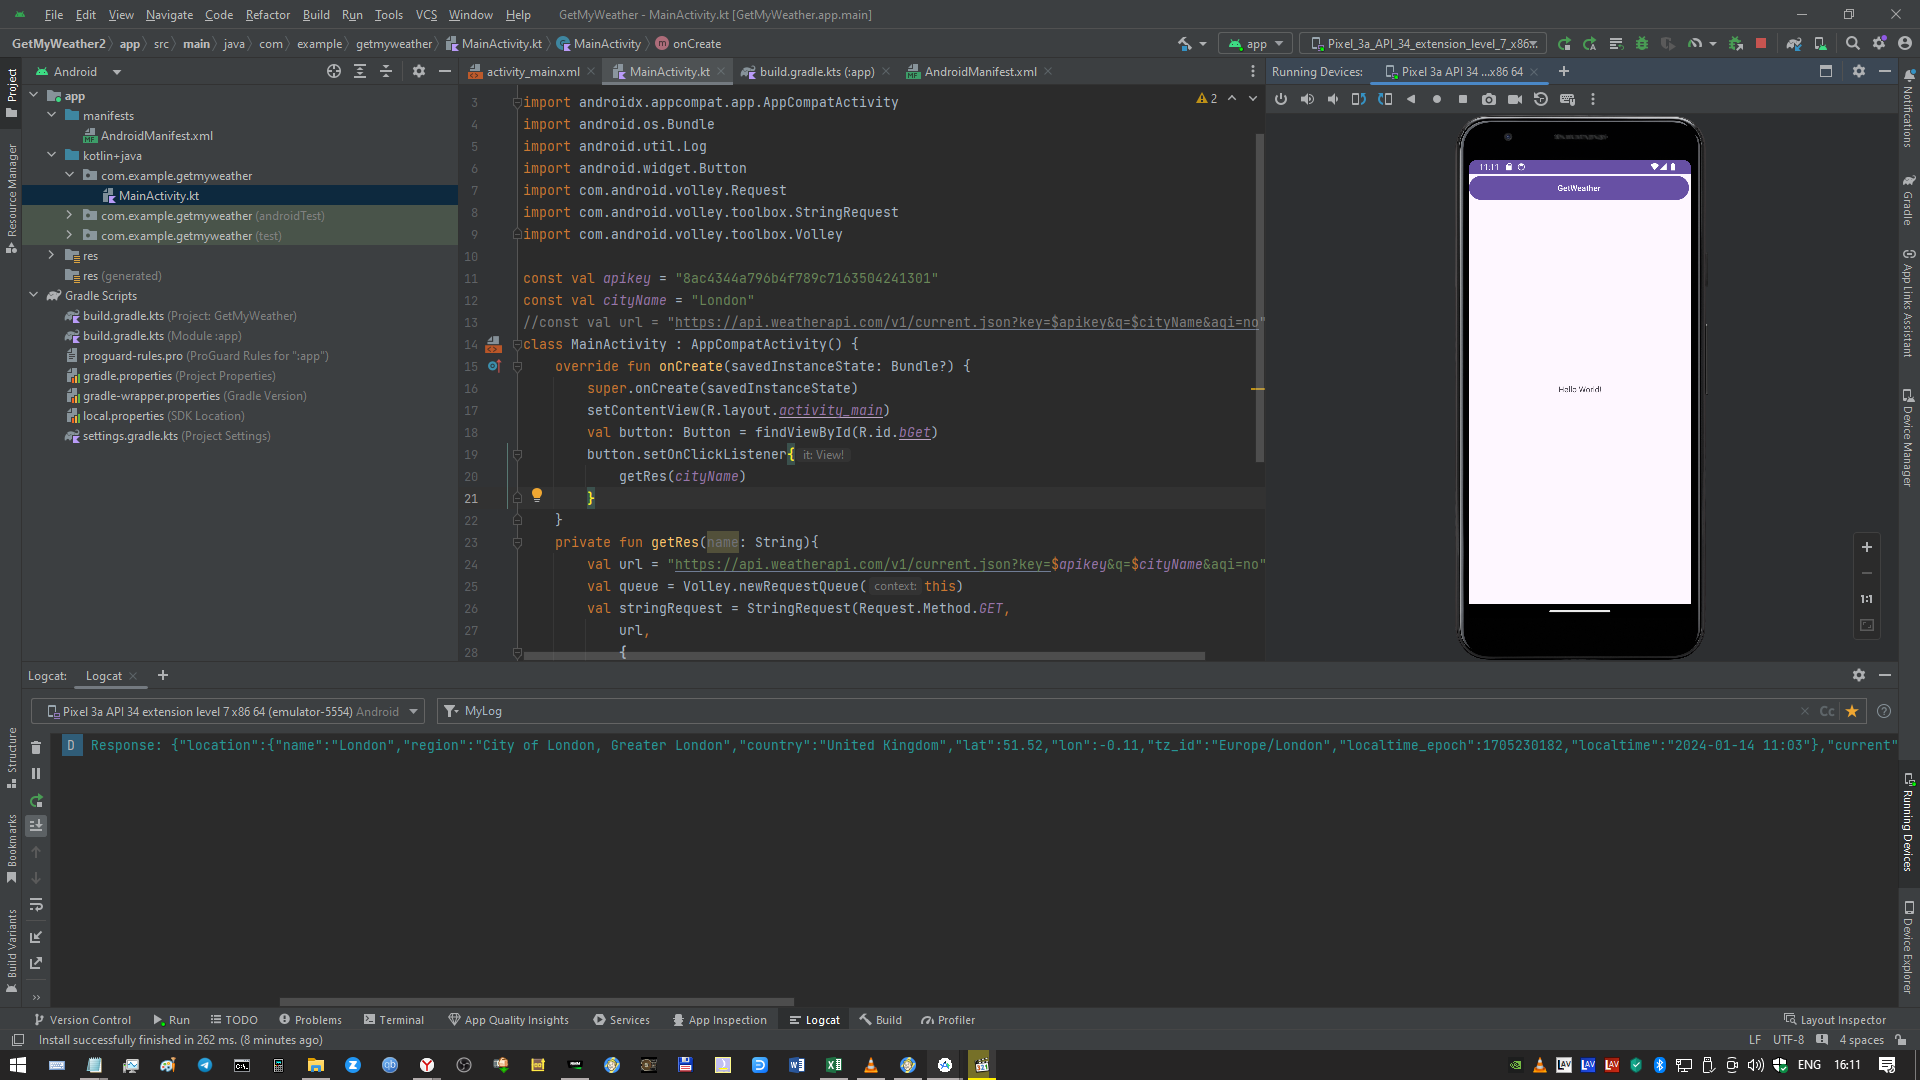 File Edit View Navigate Code Refactor Build Run Tools VCS Window Help GetMyWeather - MainActivity.kt [GetMyWeather.app.main]
GetMyWeather2 app src main java com example getmyweather MainActivity.kt MainActivity onCreate app Pixel_3a_API_34_extension_level_7_x86
Android
activity_main.xml MainActivity.kt build.gradle.kts (:app) AndroidManifest.xml
Running Devices: Pixel 3a API 34 ...x86 64
Project
Resource Manager
Structure
Bookmarks
Build Variants
app
manifests
AndroidManifest.xml
kotlin+java
com.example.getmyweather
MainActivity.kt
com.example.getmyweather (androidTest)
com.example.getmyweather (test)
res
res (generated)
Gradle Scripts
build.gradle.kts (Project: GetMyWeather)
build.gradle.kts (Module :app)
proguard-rules.pro (ProGuard Rules for ":app")
gradle.properties (Project Properties)
gradle-wrapper.properties (Gradle Version)
local.properties (SDK Location)
settings.gradle.kts (Project Settings)
2
3 import androidx.appcompat.app.AppCompatActivity
4 import android.os.Bundle
5 import android.util.Log
6 import android.widget.Button
7 import com.android.volley.Request
8 import com.android.volley.toolbox.StringRequest
9 import com.android.volley.toolbox.Volley
10
11 const val apikey = "8ac4344a796b4f789c7163504241301"
12 const val cityName = "London"
13 //const val url = "https://api.weatherapi.com/v1/current.json?key=$apikey&q=$cityName&aqi=no"
14 class MainActivity : AppCompatActivity() {
15 override fun onCreate(savedInstanceState: Bundle?) {
16 super.onCreate(savedInstanceState)
17 setContentView(R.layout.activity_main)
18 val button: Button = findViewById(R.id.bGet)
19 button.setOnClickListener{ it: View!
20 getRes(cityName)
21 }
22 }
23 private fun getRes(name: String){
24 val url = "https://api.weatherapi.com/v1/current.json?key=$apikey&q=$cityName&aqi=no"
25 val queue = Volley.newRequestQueue( context: this)
26 val stringRequest = StringRequest(Request.Method.GET,
27 url,
28 {
11:11
GetWeather
Hello World!
1:1
Notifications
Gradle
App Links Assistant
Device Manager
Running Devices
Device Explorer
Logcat: Logcat
Pixel 3a API 34 extension level 7 x86 64 (emulator-5554) Android MyLog Cc
D Response: {"location":{"name":"London","region":"City of London, Greater London","country":"United Kingdom","lat":51.52,"lon":-0.11,"tz_id":"Europe/London","localtime_epoch":1705230182,"localtime":"2024-01-14 11:03"},"current"
Version Control Run TODO Problems Terminal App Quality Insights Services App Inspection Logcat Build Profiler Layout Inspector
Install successfully finished in 262 ms. (8 minutes ago) LF UTF-8 4 spaces
ENG 16:11